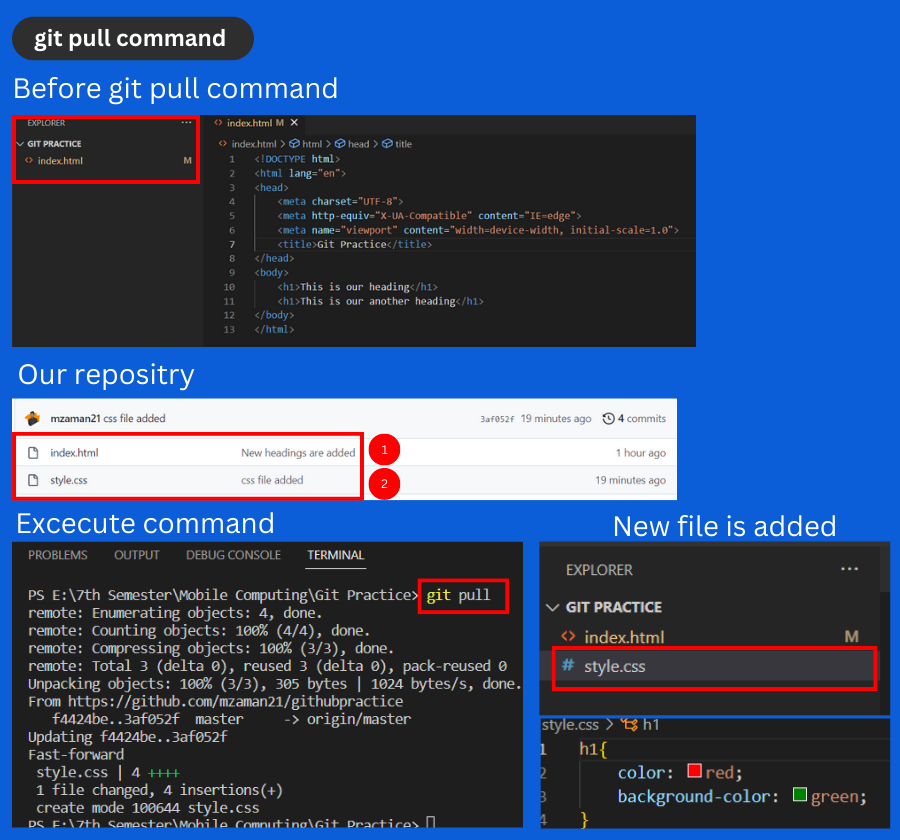 git pull command
Before git pull command
EXPLORER ...
GIT PRACTICE
<> index.html M
<> index.html M ×
<> index.html > html > head > title
1 <!DOCTYPE html>
2 <html lang="en">
3 <head>
4 <meta charset="UTF-8">
5 <meta http-equiv="X-UA-Compatible" content="IE=edge">
6 <meta name="viewport" content="width=device-width, initial-scale=1.0">
7 <title>Git Practice</title>
8 </head>
9 <body>
10 <h1>This is our heading</h1>
11 <h1>This is our another heading</h1>
12 </body>
13 </html>
Our repositry
mzaman21 css file added 3af052f 19 minutes ago 4 commits
index.html New headings are added 1 hour ago
1
style.css css file added 19 minutes ago
2
Excecute command
PROBLEMS OUTPUT DEBUG CONSOLE TERMINAL
PS E:\7th Semester\Mobile Computing\Git Practice> git pull
remote: Enumerating objects: 4, done.
remote: Counting objects: 100% (4/4), done.
remote: Compressing objects: 100% (3/3), done.
remote: Total 3 (delta 0), reused 3 (delta 0), pack-reused 0
Unpacking objects: 100% (3/3), 305 bytes | 1024 bytes/s, done.
From https://github.com/mzaman21/githubpractice
f4424be..3af052f master -> origin/master
Updating f4424be..3af052f
Fast-forward
style.css | 4 ++++
1 file changed, 4 insertions(+)
create mode 100644 style.css
PS E:\7th Semester\Mobile Computing\Git Practice>
New file is added
EXPLORER ...
GIT PRACTICE
<> index.html M
# style.css
style.css > h1
1 h1{
2 color: red;
3 background-color: green;
4 }